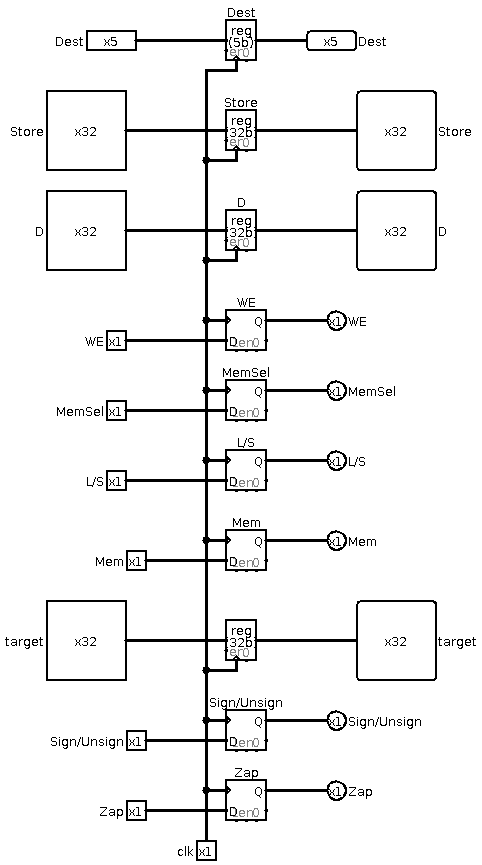 Dest
Dest x5 reg (5b) er0 x5 Dest
Store
Store x32 reg 32b er0 x32 Store
D
D x32 reg 32b er0 x32 D
WE
Q x1 WE
WE x1 D en0
MemSel
Q x1 MemSel
MemSel x1 D en0
L/S
Q x1 L/S
L/S x1 D en0
Mem
Q x1 Mem
Mem x1 D en0
target x32 reg 32b er0 x32 target
Sign/Unsign
Q x1 Sign/Unsign
Sign/Unsign x1 D en0
Zap
Q x1 Zap
Zap x1 D en0
clk x1